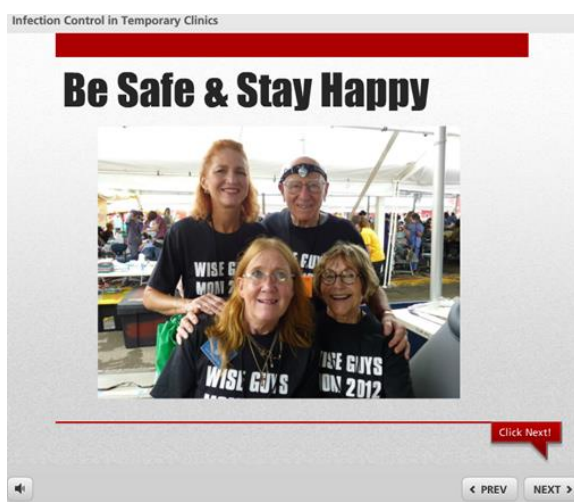 Infection Control in Temporary Clinics
Be Safe & Stay Happy
WISE G
MOM 2
WISE GUYS
MOM
GUYS
2012
Click Next!
PREV
NEXT